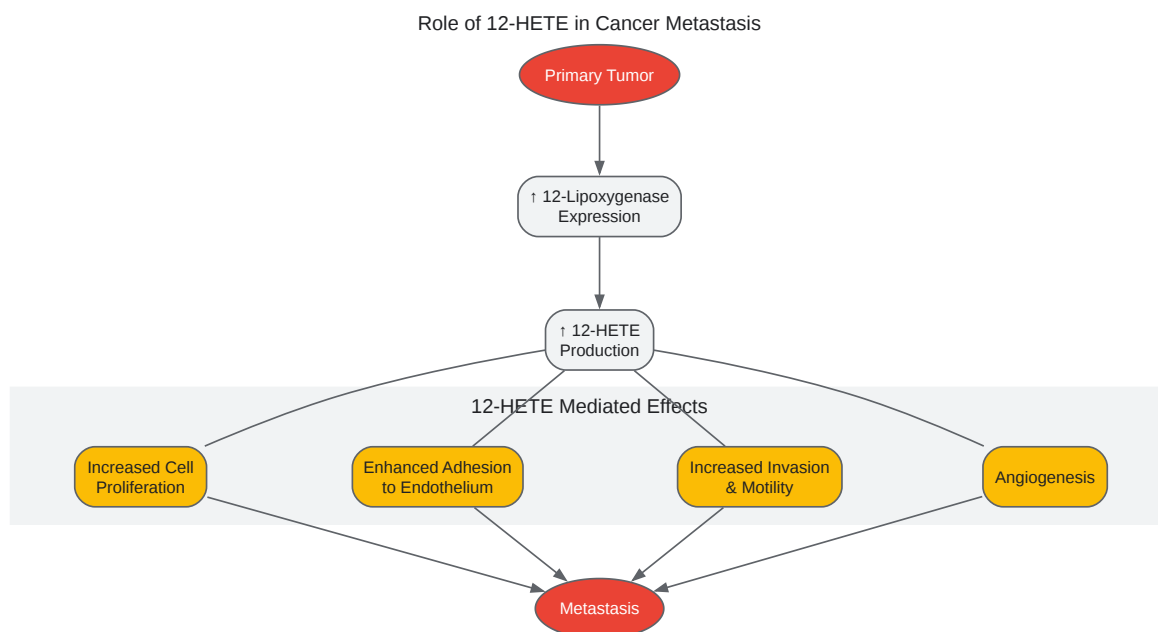 Role of 12-HETE in Cancer Metastasis
Primary Tumor
↑ 12-Lipoxygenase
Expression
↑ 12-HETE
Production
12-HETE Mediated Effects
Increased Cell
Proliferation
Enhanced Adhesion
to Endothelium
Increased Invasion
& Motility
Angiogenesis
Metastasis